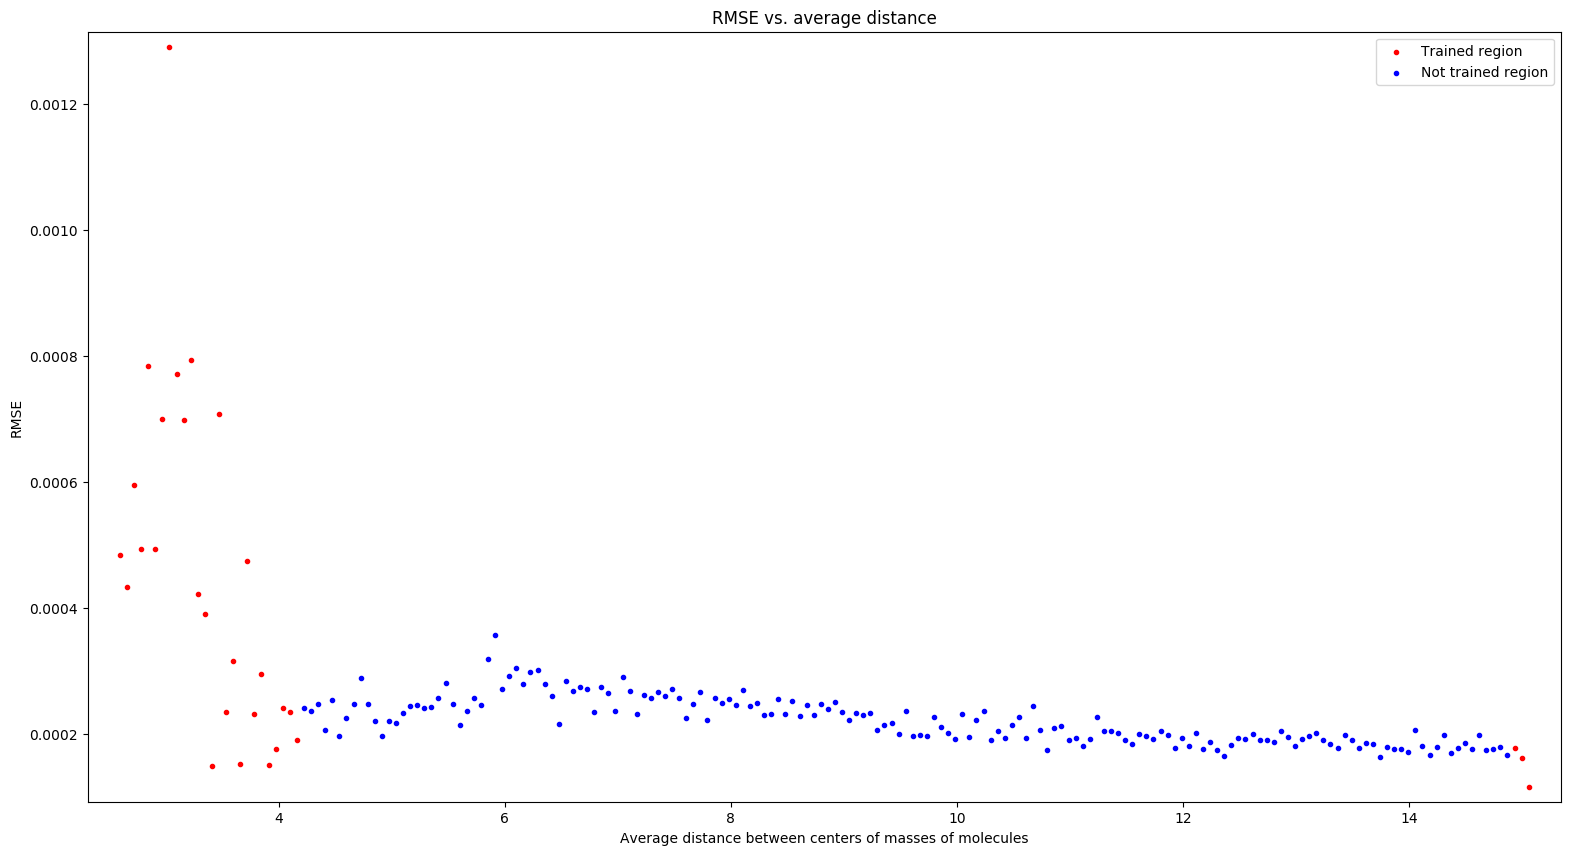 RMSE vs. average distance
Trained region
Not trained region
0.0012
0.0010
0.0008
0.0006
0.0004
0.0002
RMSE
4
6
8
10
12
14
Average distance between centers of masses of molecules